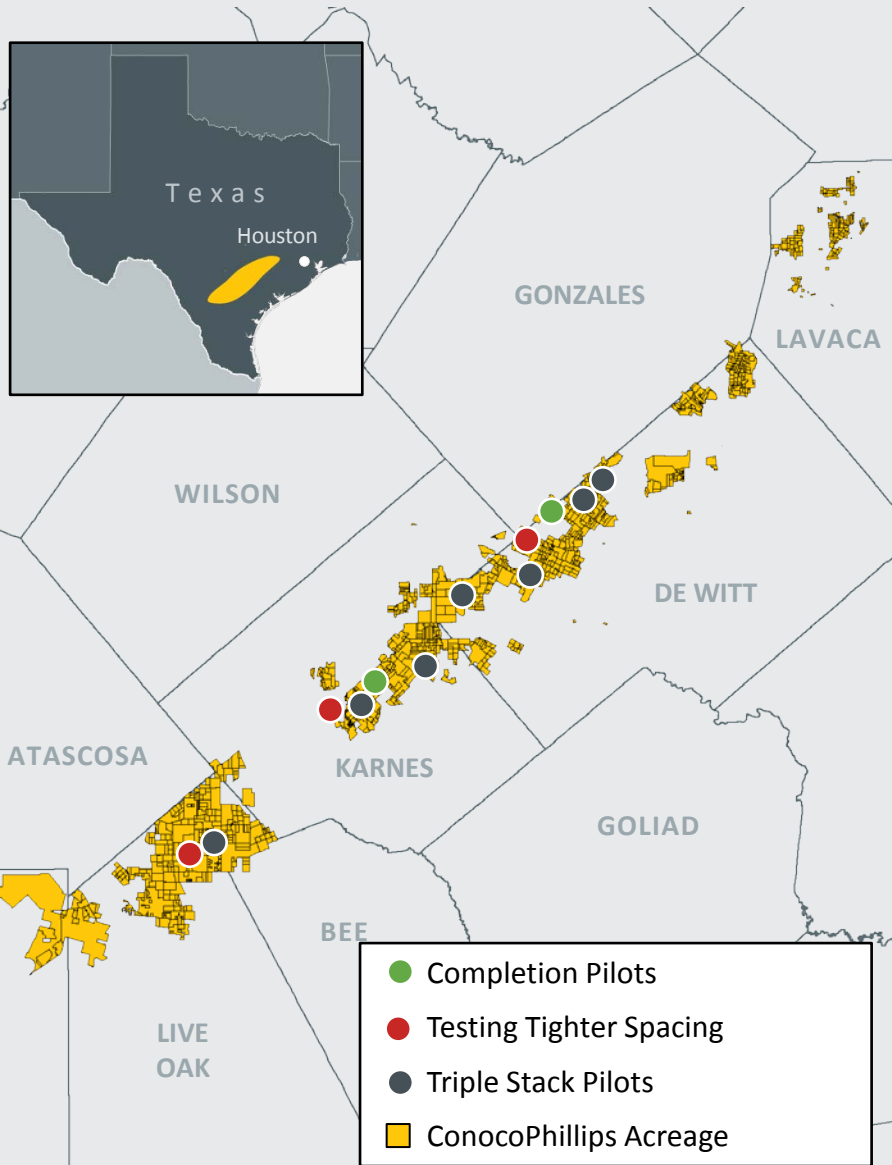 Texas
Houston
GONZALES
LAVACA
WILSON
DE WITT
ATASCOSA
KARNES
GOLIAD
BEE
LIVE
OAK
Completion Pilots
Testing Tighter Spacing
Triple Stack Pilots
ConocoPhillips Acreage